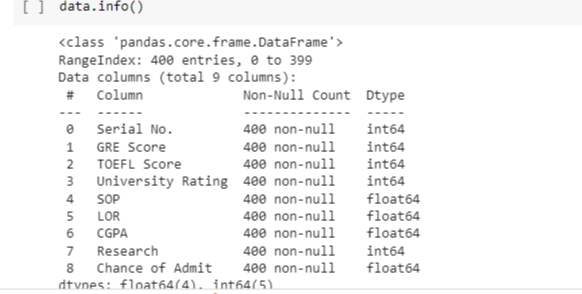 [ ] data.info()
<class 'pandas.core.frame.DataFrame'>
RangeIndex: 400 entries, 0 to 399
Data columns (total 9 columns):
# Column Non-Null Count Dtype
--- ------ -------------- -----
0 Serial No. 400 non-null int64
1 GRE Score 400 non-null int64
2 TOEFL Score 400 non-null int64
3 University Rating 400 non-null int64
4 SOP 400 non-null float64
5 LOR 400 non-null float64
6 CGPA 400 non-null float64
7 Research 400 non-null int64
8 Chance of Admit 400 non-null float64
dtypes: float64(4), int64(5)